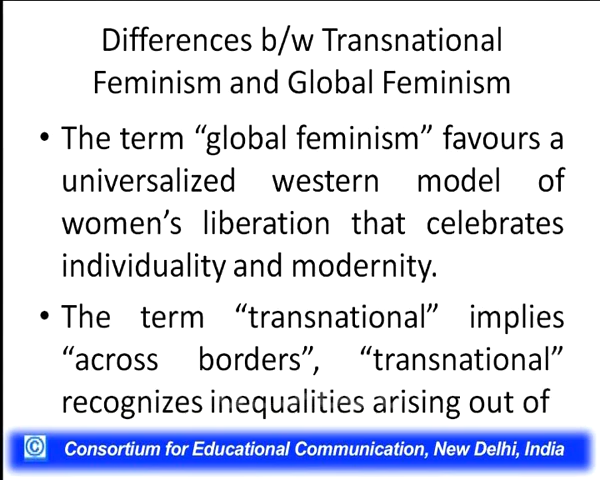 Differences b/w Transnational
Feminism and Global Feminism
• The term “global feminism” favours a
universalized western model of
women’s liberation that celebrates
individuality and modernity.
• The term “transnational” implies
“across borders”, “transnational”
recognizes inequalities arising out of
© Consortium for Educational Communication, New Delhi, India